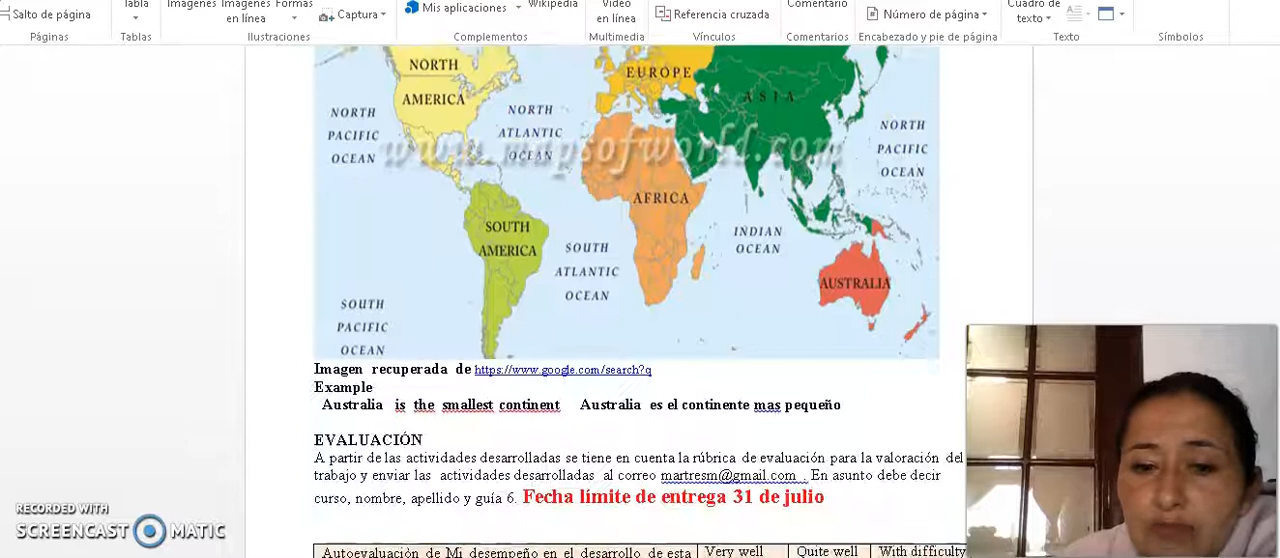 Salto de página
Tabla
Imágenes
Imágenes
en línea
Formas
Captura
Mis aplicaciones
Wikipedia
Vídeo
en línea
Referencia cruzada
Comentario
Número de página
Cuadro de
texto
Páginas
Tablas
Ilustraciones
Complementos
Multimedia
Vínculos
Comentarios
Encabezado y pie de página
Texto
Símbolos
NORTH
AMERICA
EUROPE
ASIA
NORTH
PACIFIC
OCEAN
NORTH
ATLANTIC
OCEAN
NORTH
PACIFIC
OCEAN
www.mapsofworld.com
AFRICA
SOUTH
AMERICA
INDIAN
OCEAN
SOUTH
ATLANTIC
OCEAN
AUSTRALIA
SOUTH
PACIFIC
OCEAN
Imagen recuperada de https://www.google.com/search?q
Example
Australia is the smallest continent Australia es el continente mas pequeño
EVALUACIÓN
A partir de las actividades desarrolladas se tiene en cuenta la rúbrica de evaluación para la valoración del
trabajo y enviar las actividades desarrolladas al correo martresm@gmail.com . En asunto debe decir
curso, nombre, apellido y guía 6. Fecha limite de entrega 31 de julio
RECORDED WITH
SCREENCAST MATIC
Autoevaluación de Mi desempeño en el desarrollo de esta Very well Quite well With difficulty